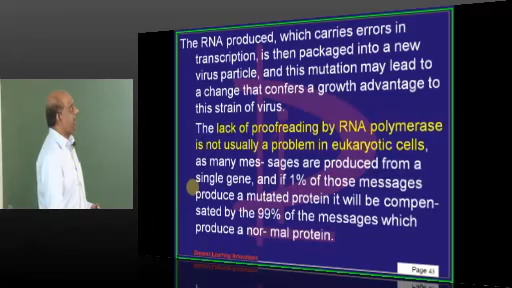 The RNA produced, which carries errors in
transcription, is then packaged into a new
virus particle, and this mutation may lead to
a change that confers a growth advantage to
this strain of virus.
The lack of proofreading by RNA polymerase
is not usually a problem in eukaryotic cells,
as many mes- sages are produced from a
single gene, and if 1% of those messages
produce a mutated protein it will be compen-
sated by the 99% of the messages which
produce a nor- mal protein.
Page 43